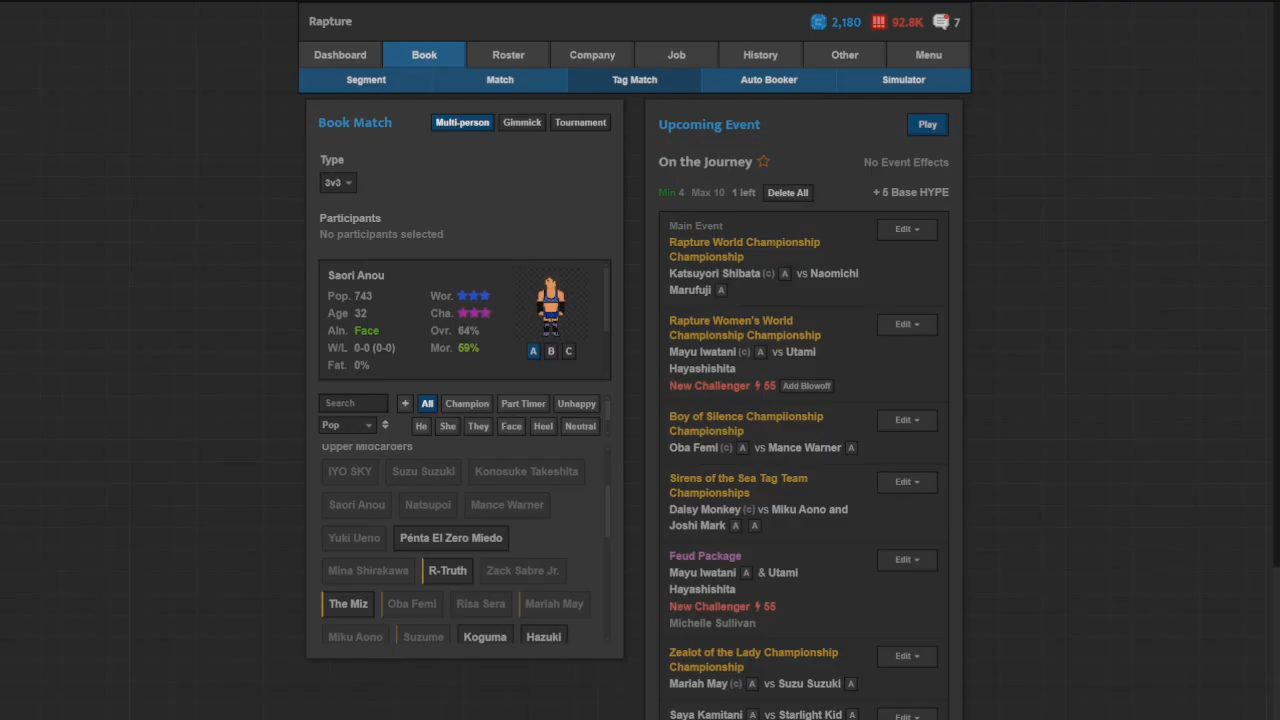 Rapture
2,180 92.8K 7
Dashboard Book Roster Company Job History Other Menu
Segment Match Tag Match Auto Booker Simulator
Book Match Multi-person Gimmick Tournament
Type
3v3
Participants
No participants selected
Saori Anou
Pop. 743 Wor.
Age 32 Cha.
Aln. Face Ovr. 64%
W/L 0-0 (0-0) Mor. 59%
Fat. 0%
A B C
Search + All Champion Part Timer Unhappy
Pop He She They Face Heel Neutral
Upper Midcarders
IYO SKY Suzu Suzuki Konosuke Takeshita
Saori Anou Natsupoi Mance Warner
Yuki Ueno Pénta El Zero Miedo
Mina Shirakawa R-Truth Zack Sabre Jr.
The Miz Oba Femi Risa Sera Mariah May
Miku Aono Suzume Koguma Hazuki
Upcoming Event Play
On the Journey No Event Effects
Min 4 Max 10 1 left Delete All + 5 Base HYPE
Main Event Edit
Rapture World Championship
Championship
Katsuyori Shibata (c) A vs Naomichi
Marufuji A
Rapture Women's World Edit
Championship Championship
Mayu Iwatani (c) A vs Utami
Hayashishita
New Challenger 55 Add Blowoff
Boy of Silence Champiionship Edit
Championship
Oba Femi (c) A vs Mance Warner A
Sirens of the Sea Tag Team Edit
Championships
Daisy Monkey (c) vs Miku Aono and
Joshi Mark A A
Feud Package Edit
Mayu Iwatani A & Utami
Hayashishita
New Challenger 55
Michelle Sullivan
Zealot of the Lady Championship Edit
Championship
Mariah May (c) A vs Suzu Suzuki A
Saya Kamitani A vs Starlight Kid A Edit